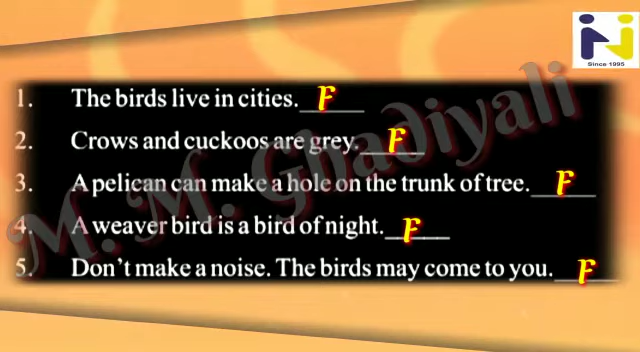 Since 1995
1. The birds live in cities. F
2. Crows and cuckoos are grey. F
3. A pelican can make a hole on the trunk of tree. F
4. A weaver bird is a bird of night. F
5. Don't make a noise. The birds may come to you. F
M. M. Ghadiyali